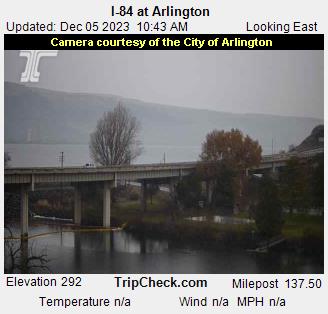 I-84 at Arlington
Updated: Dec 05 2023 10:43 AM Looking East
Camera courtesy of the City of Arlington
Elevation 292 TripCheck.com Milepost 137.50
Temperature n/a Wind n/a MPH n/a